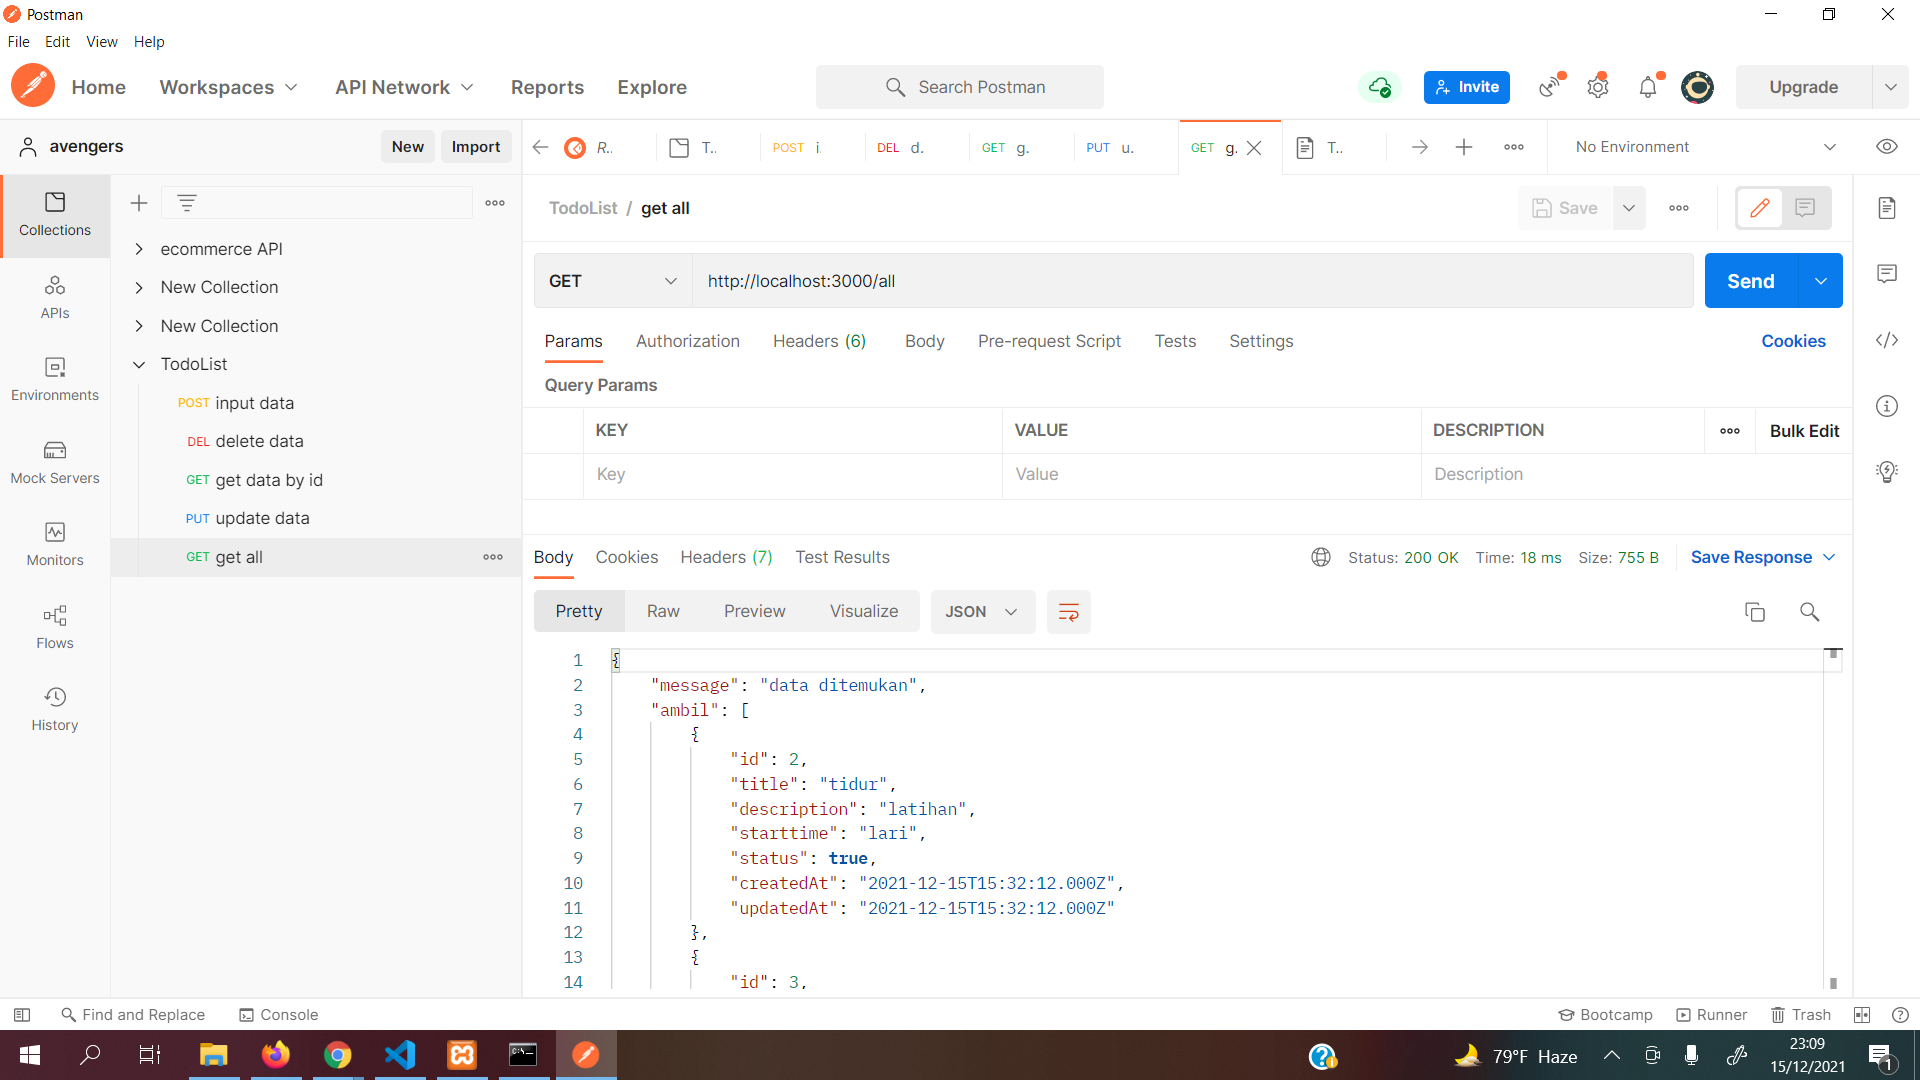 Postman
File Edit View Help
Home Workspaces API Network Reports Explore Search Postman Invite Upgrade
avengers New Import R.. T.. POST i DEL d. GET g. PUT u. GET g. T.. No Environment
Collections
APIs
Environments
Mock Servers
Monitors
Flows
History
ecommerce API
New Collection
New Collection
TodoList
POST input data
DEL delete data
GET get data by id
PUT update data
GET get all
TodoList / get all Save
GET http://localhost:3000/all Send
Params Authorization Headers (6) Body Pre-request Script Tests Settings Cookies
Query Params
KEY VALUE DESCRIPTION Bulk Edit
Key Value Description
Body Cookies Headers (7) Test Results Status: 200 OK Time: 18 ms Size: 755 B Save Response
Pretty Raw Preview Visualize JSON
1 {
2 "message": "data ditemukan",
3 "ambil": [
4 {
5 "id": 2,
6 "title": "tidur",
7 "description": "latihan",
8 "starttime": "lari",
9 "status": true,
10 "createdAt": "2021-12-15T15:32:12.000Z",
11 "updatedAt": "2021-12-15T15:32:12.000Z"
12 },
13 {
14 "id": 3,
Find and Replace Console Bootcamp Runner Trash
79°F Haze 23:09
15/12/2021 1